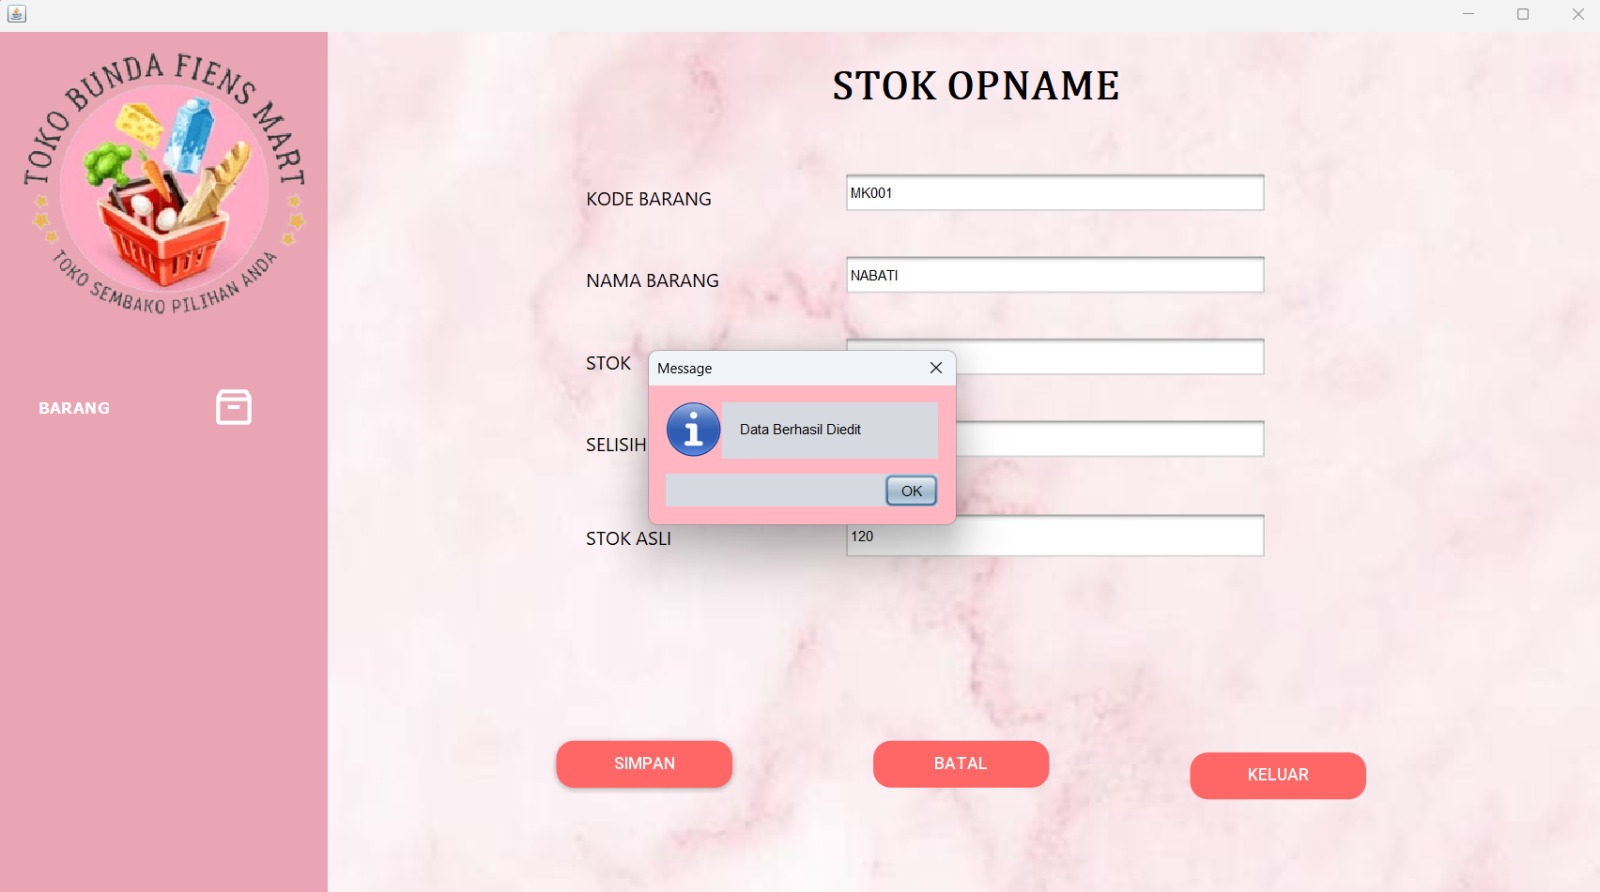 TOKO BUNDA FIENS MART
TOKO SEMBAKO PILIHAN ANDA
BARANG
STOK OPNAME
KODE BARANG
MK001
NAMA BARANG
NABATI
STOK
SELISIH
STOK ASLI
120
Message
Data Berhasil Diedit
OK
SIMPAN
BATAL
KELUAR